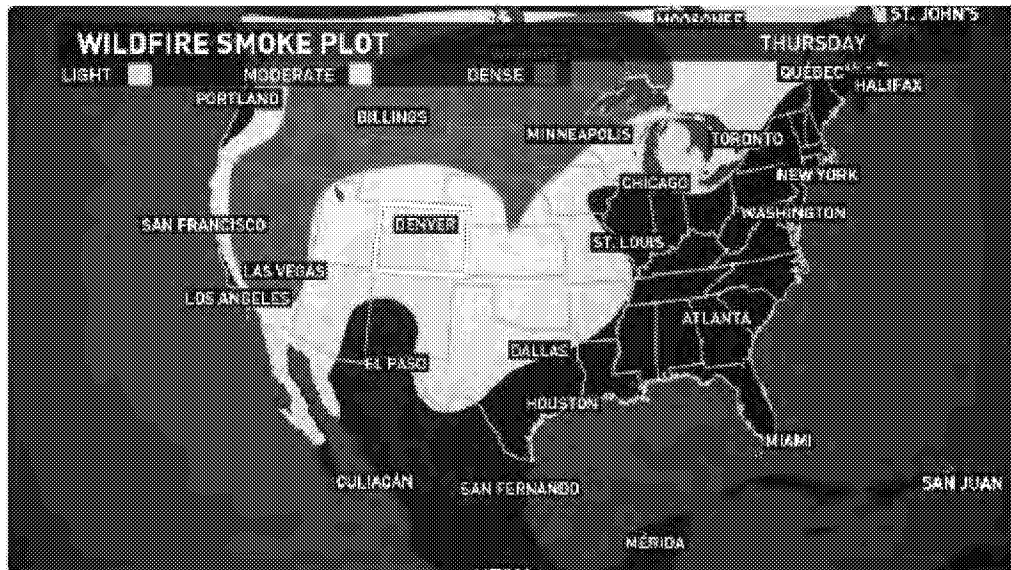 MOOSONEE
ST. JOHN'S
WILDFIRE SMOKE PLOT
THURSDAY
LIGHT
MODERATE
DENSE
QUÉBEC
HALIFAX
PORTLAND
BILLINGS
MINNEAPOLIS
TORONTO
NEW YORK
CHICAGO
WASHINGTON
SAN FRANCISCO
DENVER
ST. LOUIS
LAS VEGAS
LOS ANGELES
ATLANTA
DALLAS
EL PASO
HOUSTON
MIAMI
CULIACÁN
SAN FERNANDO
SAN JUAN
MÉRIDA